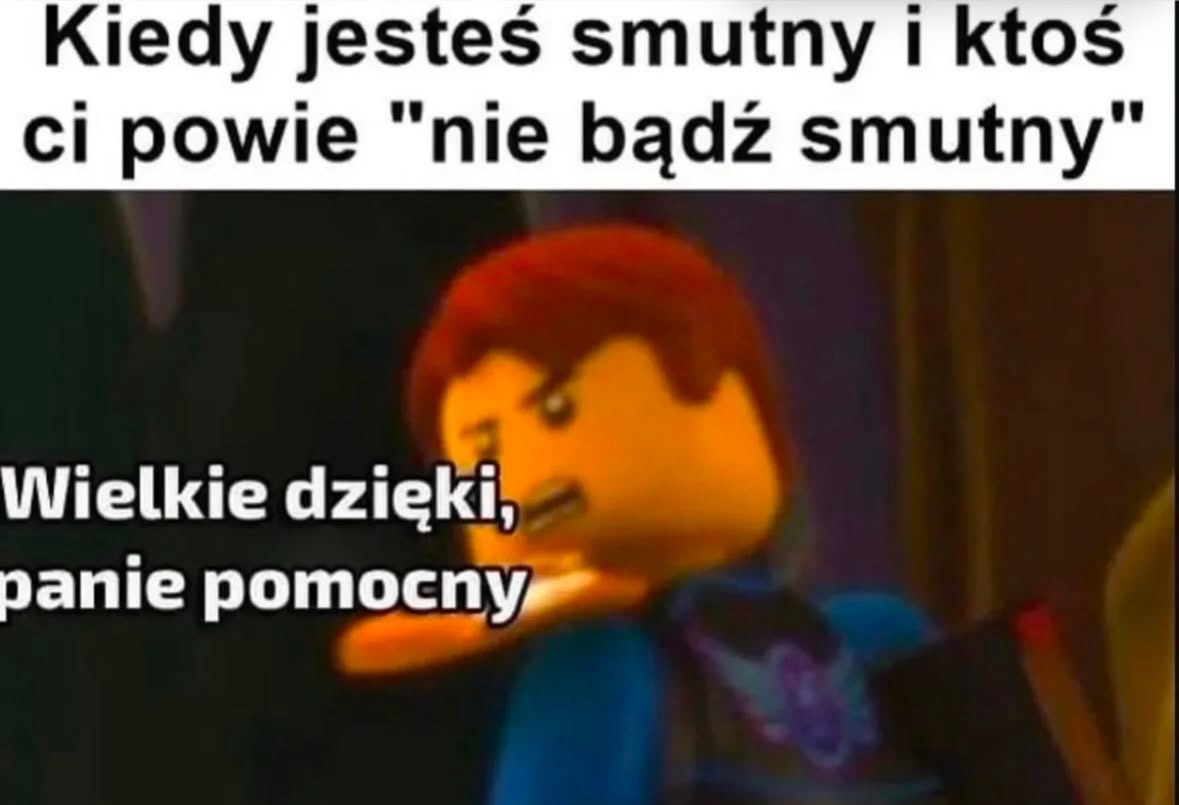 Kiedy jesteś smutny i ktoś
ci powie "nie bądź smutny"
Wielkie dzięki,
panie pomocny